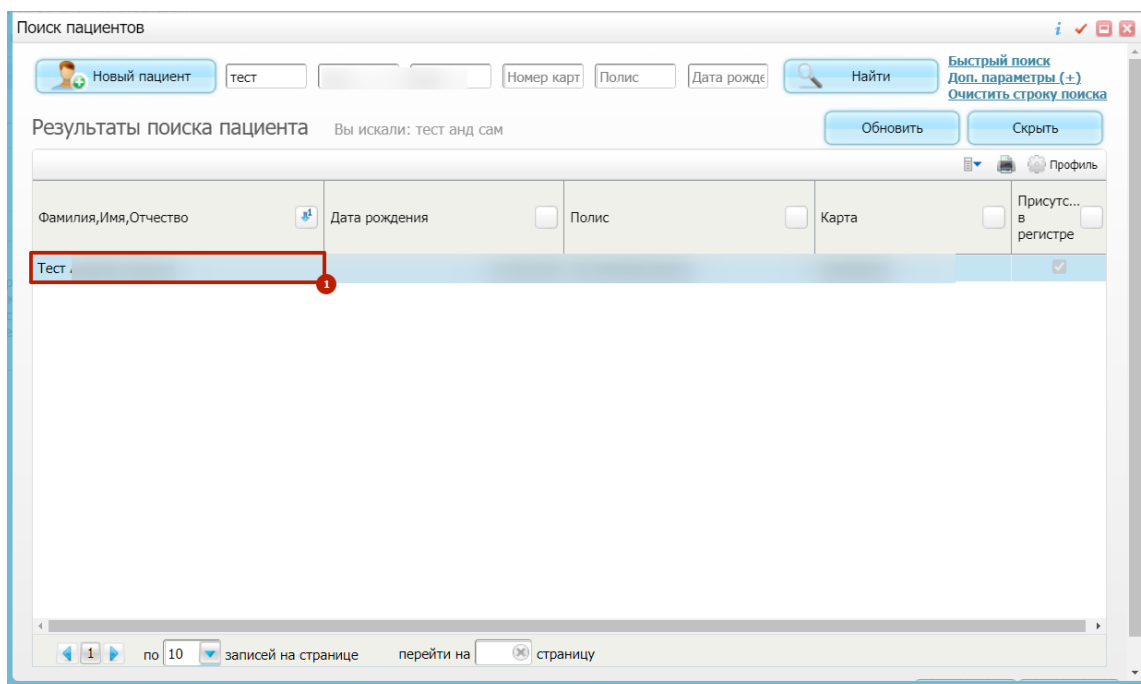 Поиск пациентов
Новый пациент
тест
Номер карт
Полис
Дата рожде
Найти
Быстрый поиск
Доп. параметры (+)
Очистить строку поиска
Результаты поиска пациента
Вы искали: тест анд сам
Обновить
Скрыть
Профиль
Фамилия,Имя,Отчество
1
Дата рождения
Полис
Карта
Присутс...
в
регистре
Тест
1
1
по 10 записей на странице
перейти на
страницу